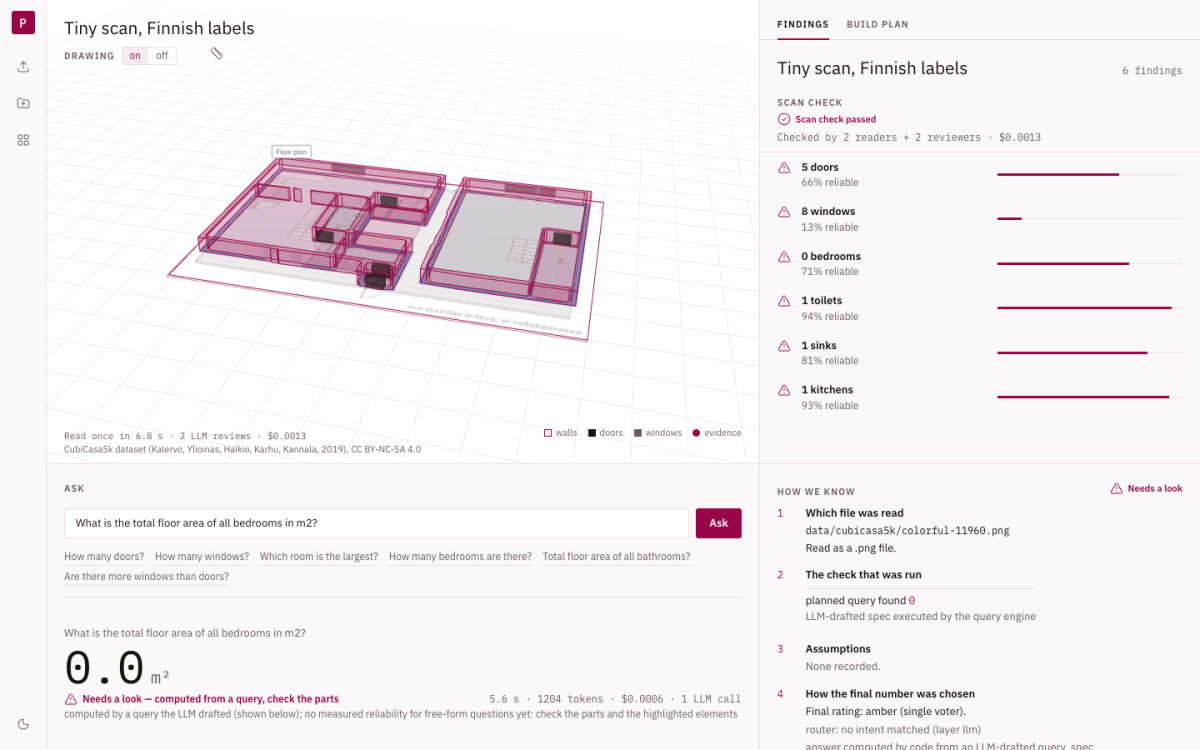 P
Tiny scan, Finnish labels
DRAWING on off
Floor plan
Read once in 6.8 s · 2 LLM reviews · $0.0013
CubiCasa5k dataset (Kalervo, Ylioinas, Haikio, Karhu, Kannala, 2019), CC BY-NC-SA 4.0
walls doors windows evidence
ASK
What is the total floor area of all bedrooms in m2?
Ask
How many doors? How many windows? Which room is the largest? How many bedrooms are there? Total floor area of all bathrooms?
Are there more windows than doors?
What is the total floor area of all bedrooms in m2?
0.0 m²
Needs a look — computed from a query, check the parts
5.6 s · 1204 tokens · $0.0006 · 1 LLM call
computed by a query the LLM drafted (shown below); no measured reliability for free-form questions yet: check the parts and the highlighted elements
FINDINGS BUILD PLAN
Tiny scan, Finnish labels
6 findings
SCAN CHECK
Scan check passed
Checked by 2 readers + 2 reviewers · $0.0013
5 doors
66% reliable
8 windows
13% reliable
0 bedrooms
71% reliable
1 toilets
94% reliable
1 sinks
81% reliable
1 kitchens
93% reliable
HOW WE KNOW
Needs a look
1 Which file was read
data/cubicasa5k/colorful-11960.png
Read as a .png file.
2 The check that was run
planned query found 0
LLM-drafted spec executed by the query engine
3 Assumptions
None recorded.
4 How the final number was chosen
Final rating: amber (single voter).
router: no intent matched (layer llm)
answer computed by code from an LLM-drafted query spec